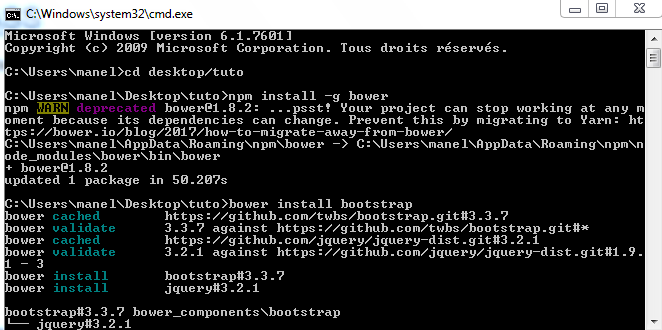 C:\Windows\system32\cmd.exe
Microsoft Windows [version 6.1.7601]
Copyright (c) 2009 Microsoft Corporation. Tous droits réservés.
C:\Users\manel>cd desktop/tuto
C:\Users\manel\Desktop\tuto>npm install -g bower
npm WARN deprecated bower@1.8.2: ...psst! Your project can stop working at any m
oment because its dependencies can change. Prevent this by migrating to Yarn: ht
tps://bower.io/blog/2017/how-to-migrate-away-from-bower/
C:\Users\manel\AppData\Roaming\npm\bower -> C:\Users\manel\AppData\Roaming\npm\n
ode_modules\bower\bin\bower
+ bower@1.8.2
updated 1 package in 50.207s
C:\Users\manel\Desktop\tuto>bower install bootstrap
bower cached https://github.com/twbs/bootstrap.git#3.3.7
bower validate 3.3.7 against https://github.com/twbs/bootstrap.git#*
bower cached https://github.com/jquery/jquery-dist.git#3.2.1
bower validate 3.2.1 against https://github.com/jquery/jquery-dist.git#1.9.
1 - 3
bower install bootstrap#3.3.7
bower install jquery#3.2.1
bootstrap#3.3.7 bower_components\bootstrap
└── jquery#3.2.1